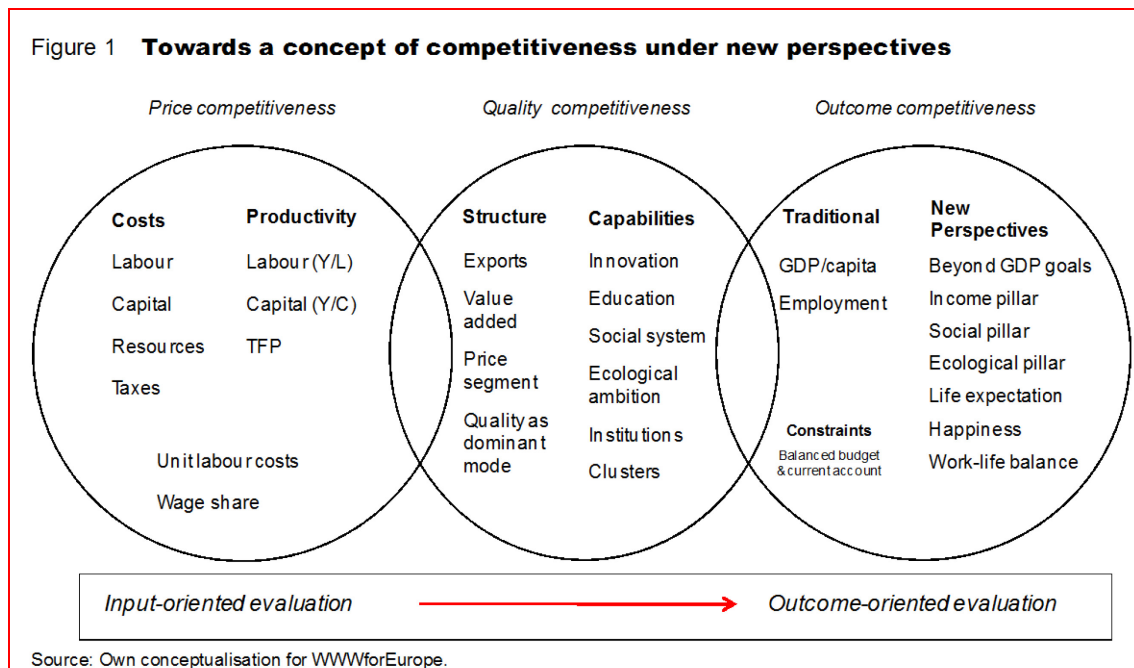 Figure 1 Towards a concept of competitiveness under new perspectives
Price competitiveness
Quality competitiveness
Outcome competitiveness
Costs
Labour
Capital
Resources
Taxes
Productivity
Labour (Y/L)
Capital (Y/C)
TFP
Unit labour costs
Wage share
Structure
Exports
Value
added
Price
segment
Quality as
dominant
mode
Capabilities
Innovation
Education
Social system
Ecological
ambition
Institutions
Clusters
Traditional
GDP/capita
Employment
Constraints
Balanced budget
& current account
New
Perspectives
Beyond GDP goals
Income pillar
Social pillar
Ecological pillar
Life expectation
Happiness
Work-life balance
Input-oriented evaluation
Outcome-oriented evaluation
Source: Own conceptualisation for WWWforEurope.